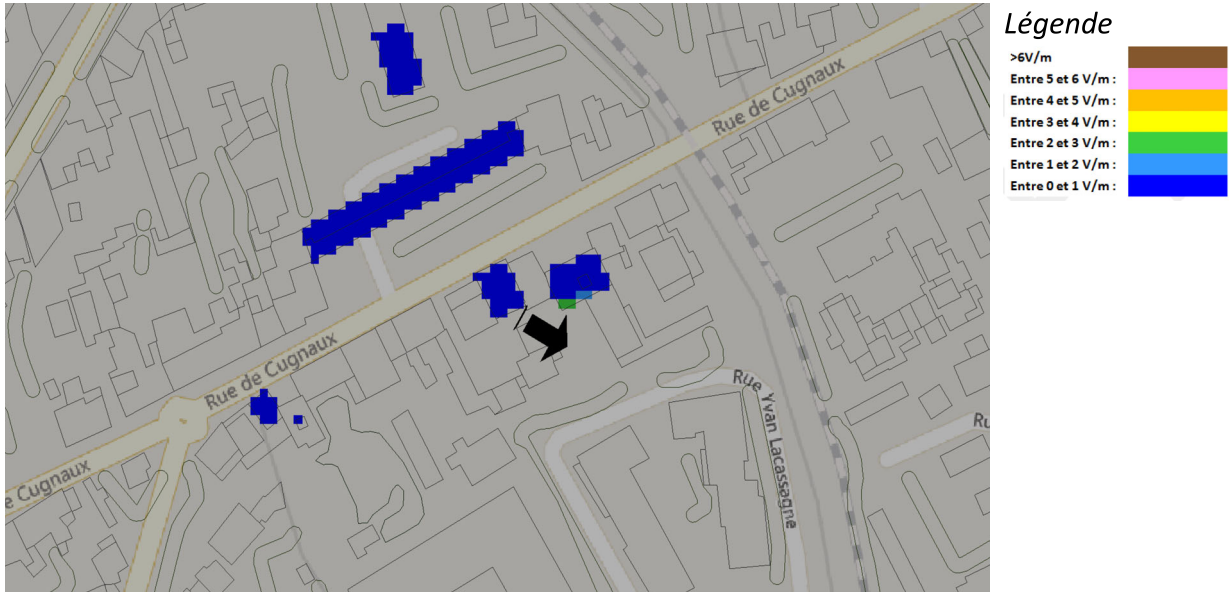 Légende
>6V/m
Entre 5 et 6 V/m :
Entre 4 et 5 V/m :
Entre 3 et 4 V/m :
Entre 2 et 3 V/m :
Entre 1 et 2 V/m :
Entre 0 et 1 V/m :
Rue de Cugnaux
Rue de Cugnaux
e Cugnaux
Rue Yvan Lacassagne
Ru